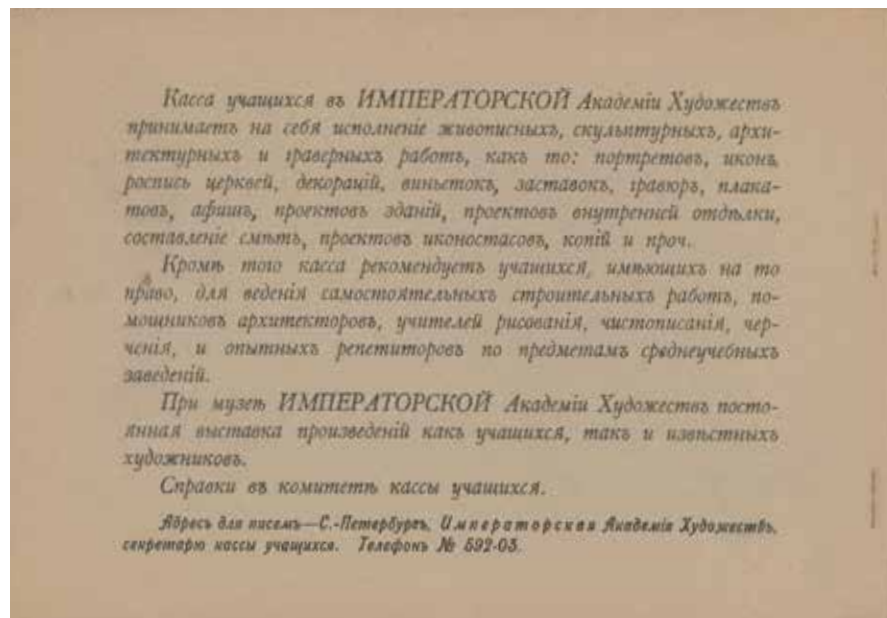 Касса учащихся въ ИМПЕРАТОРСКОЙ Академіи Художествъ
принимаетъ на себя исполненіе живописныхъ, скульптурныхъ, архи-
тектурныхъ и граверныхъ работъ, какъ то: портретовъ, иконъ,
роспись церквей, декорацій, виньетокъ, заставокъ, гравюръ, плака-
товъ, афишъ, проектовъ зданій, проектовъ внутренней отдѣлки,
составленіе смѣтъ, проектовъ иконостасовъ, копій и проч.
Кромѣ того касса рекомендуетъ учащихся, имѣющихъ на то
право, для веденія самостоятельныхъ строительныхъ работъ, по-
мощниковъ архитекторовъ, учителей рисованія, чистописанія, чер-
ченія, и опытныхъ репетиторовъ по предметамъ среднеучебныхъ
заведеній.
При музеѣ ИМПЕРАТОРСКОЙ Академіи Художествъ посто-
янная выставка произведеній какъ учащихся, такъ и извѣстныхъ
художниковъ.
Справки въ комитетѣ кассы учащихся.
Адресъ для писемъ—С.-Петербургъ, Императорская Академія Художествъ,
секретарю кассы учащихся. Телефонъ № 592-03.